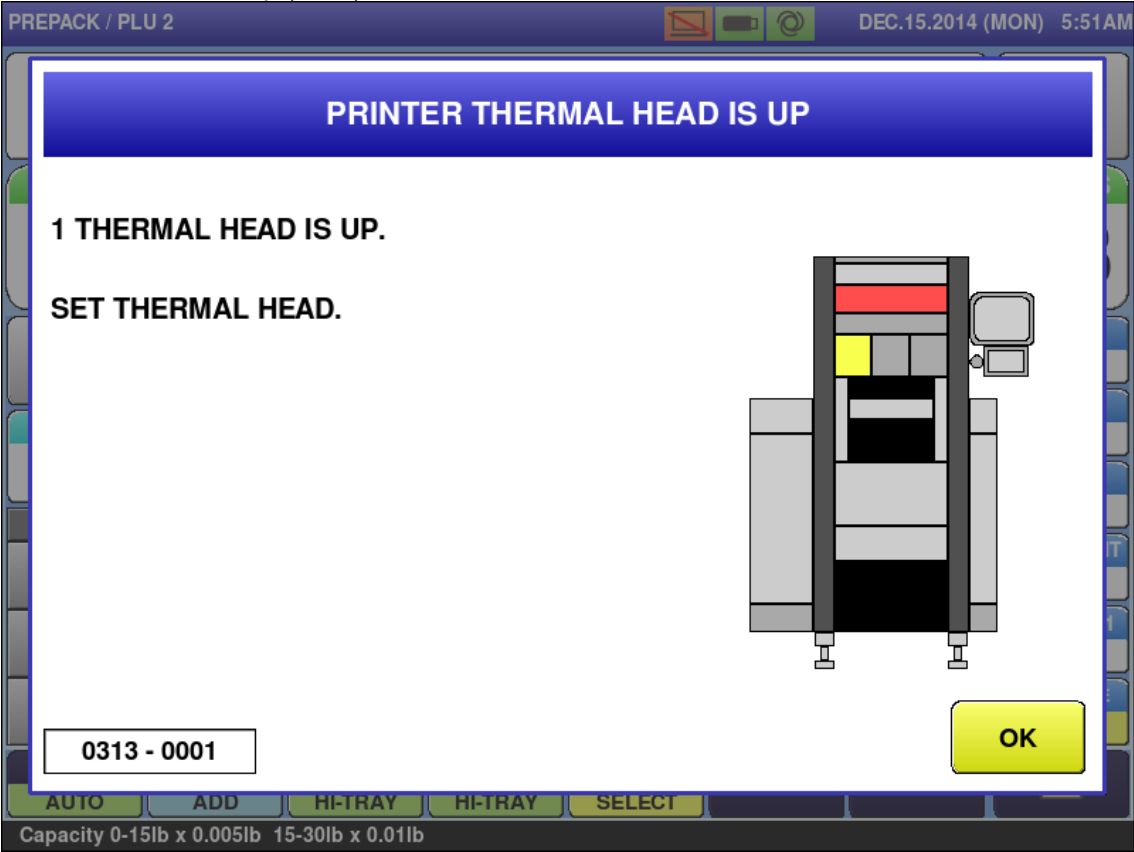 PREPACK / PLU 2
DEC.15.2014 (MON) 5:51AM
PRINTER THERMAL HEAD IS UP
1 THERMAL HEAD IS UP.
SET THERMAL HEAD.
0313 - 0001
OK
AUTO ADD HI-TRAY HI-TRAY SELECT
Capacity 0-15lb x 0.005lb 15-30lb x 0.01lb